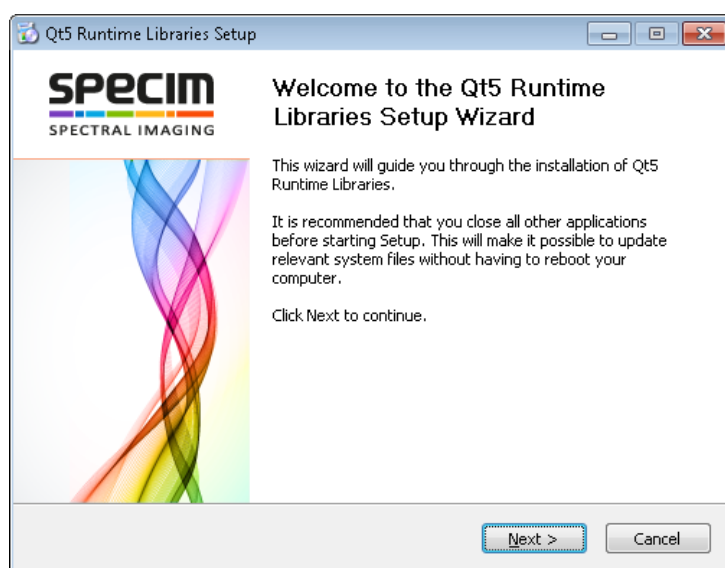 Qt5 Runtime Libraries Setup
SPECIM
SPECTRAL IMAGING
Welcome to the Qt5 Runtime
Libraries Setup Wizard
This wizard will guide you through the installation of Qt5
Runtime Libraries.
It is recommended that you close all other applications
before starting Setup. This will make it possible to update
relevant system files without having to reboot your
computer.
Click Next to continue.
Next >
Cancel